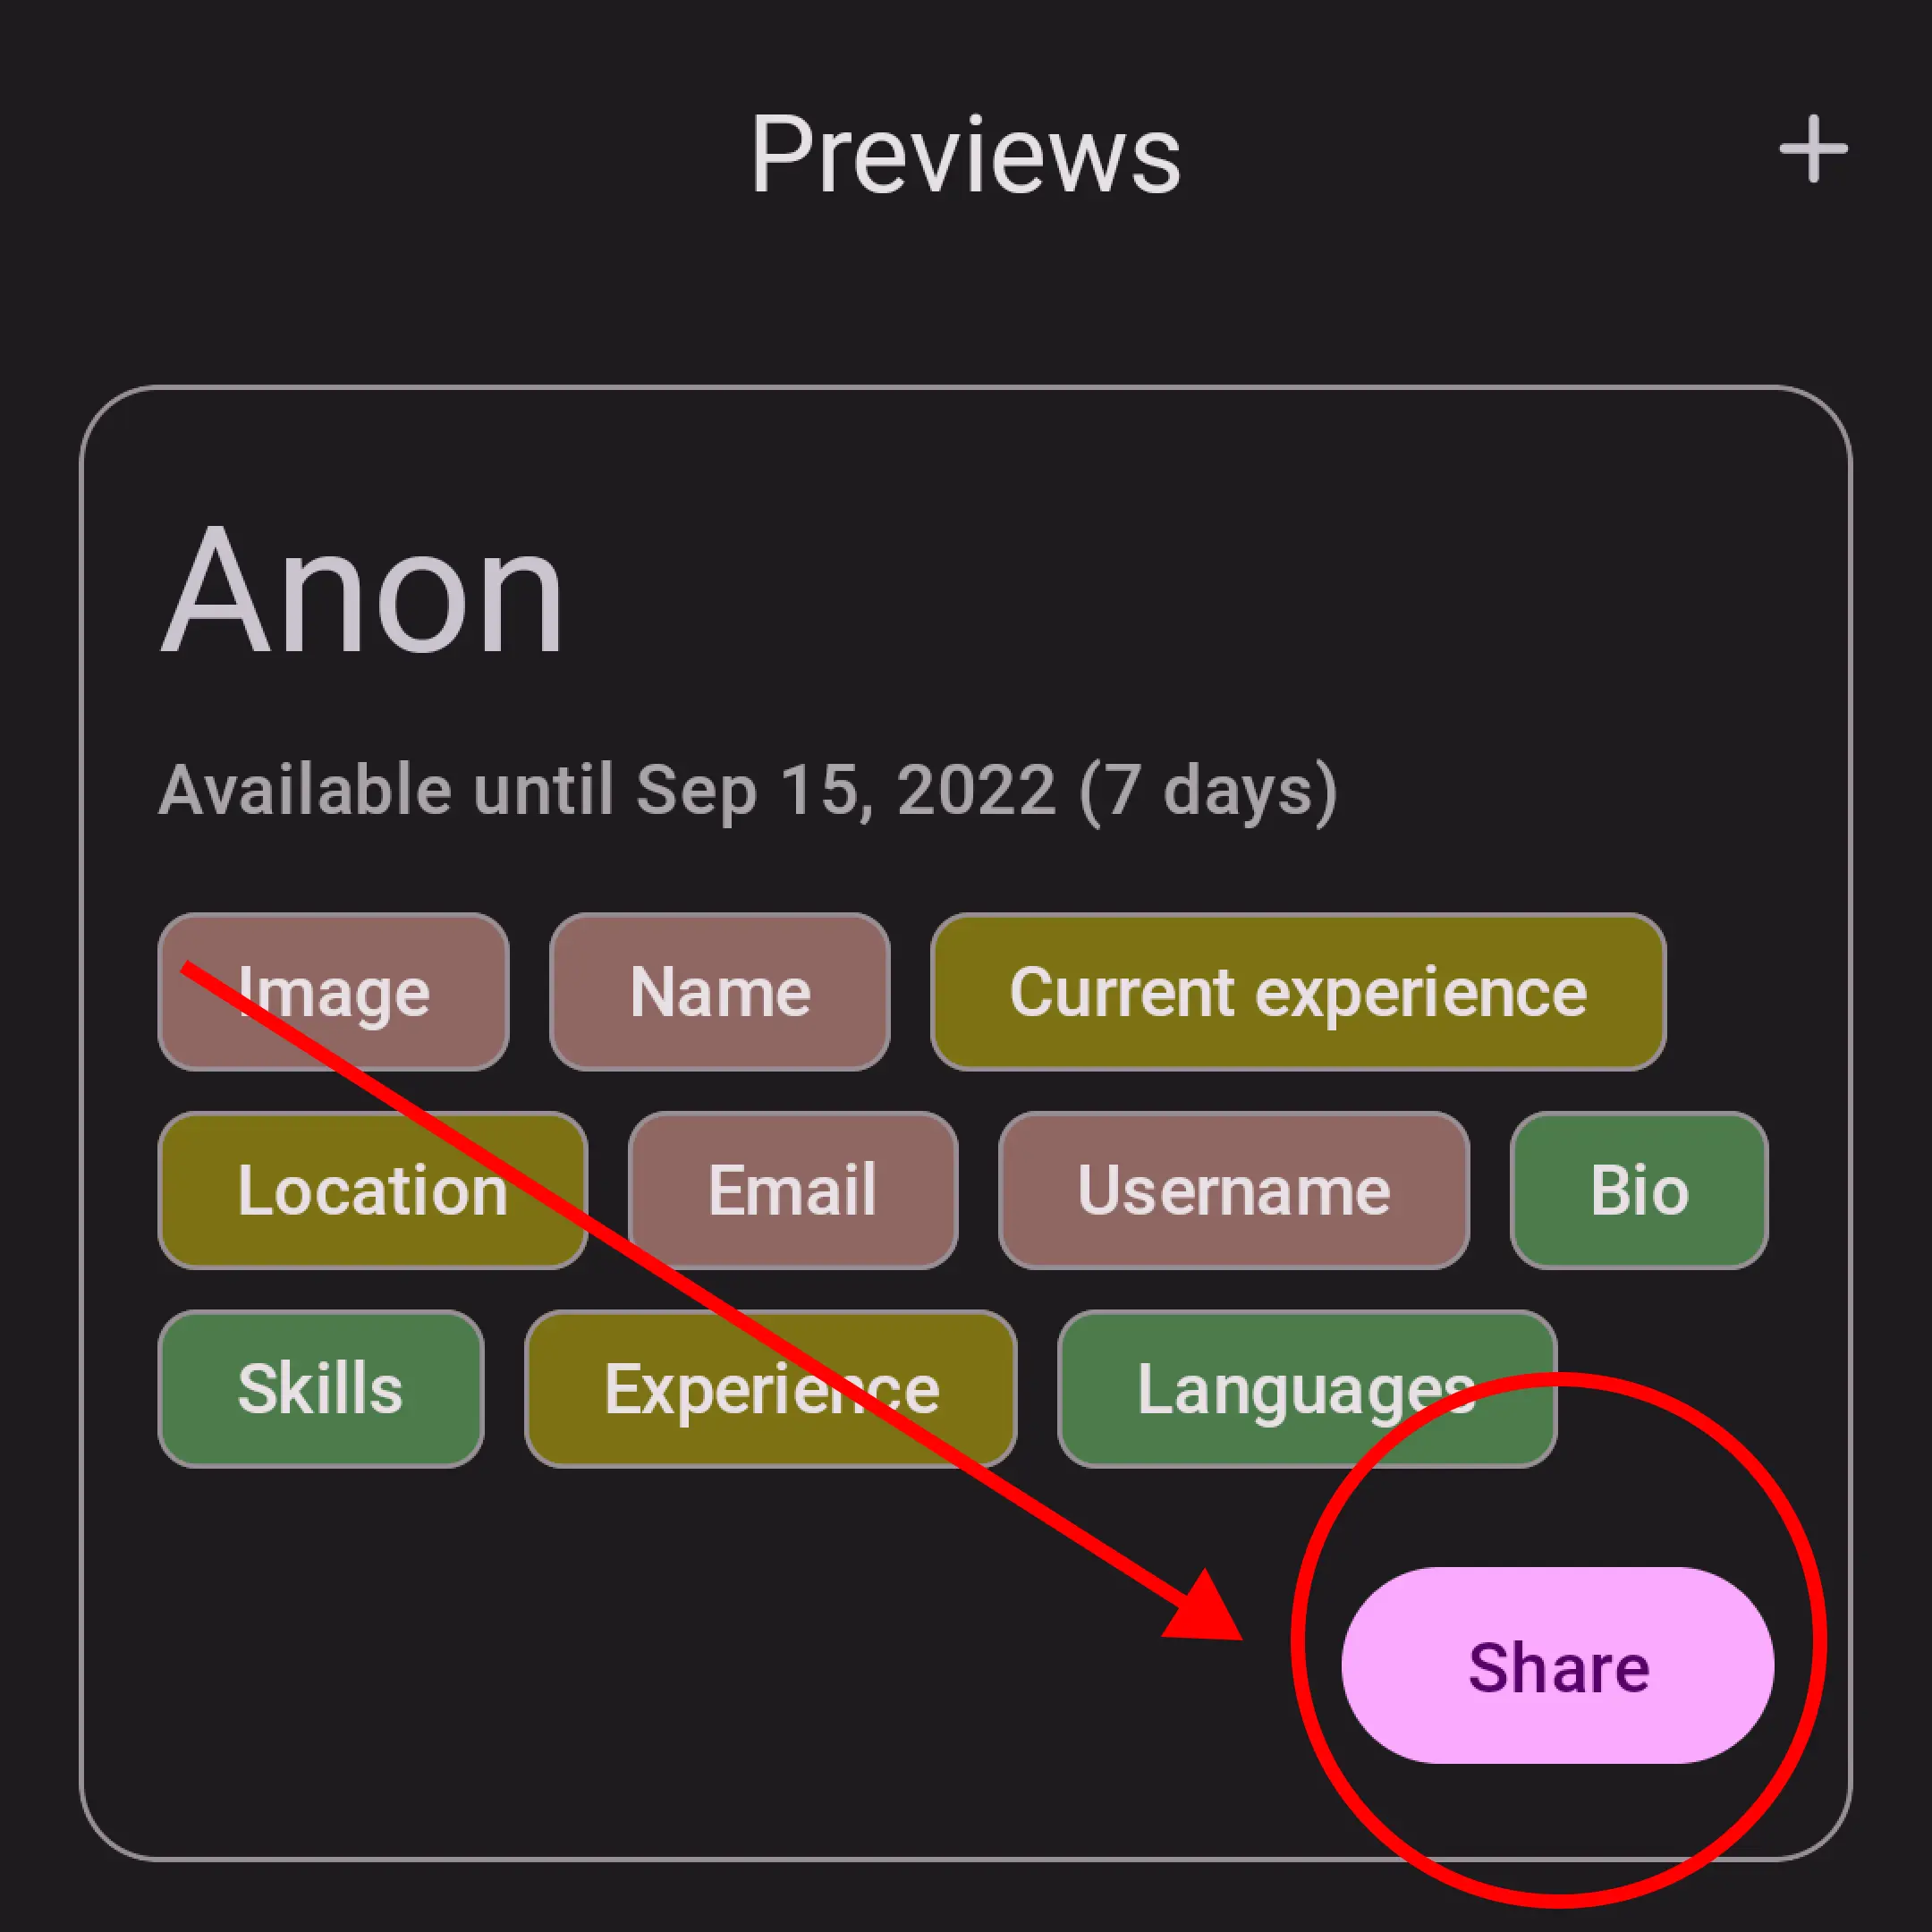 Previews
Anon
Available until Sep 15, 2022 (7 days)
Image Name Current experience
Location Email Username Bio
Skills Experience Languages
Share